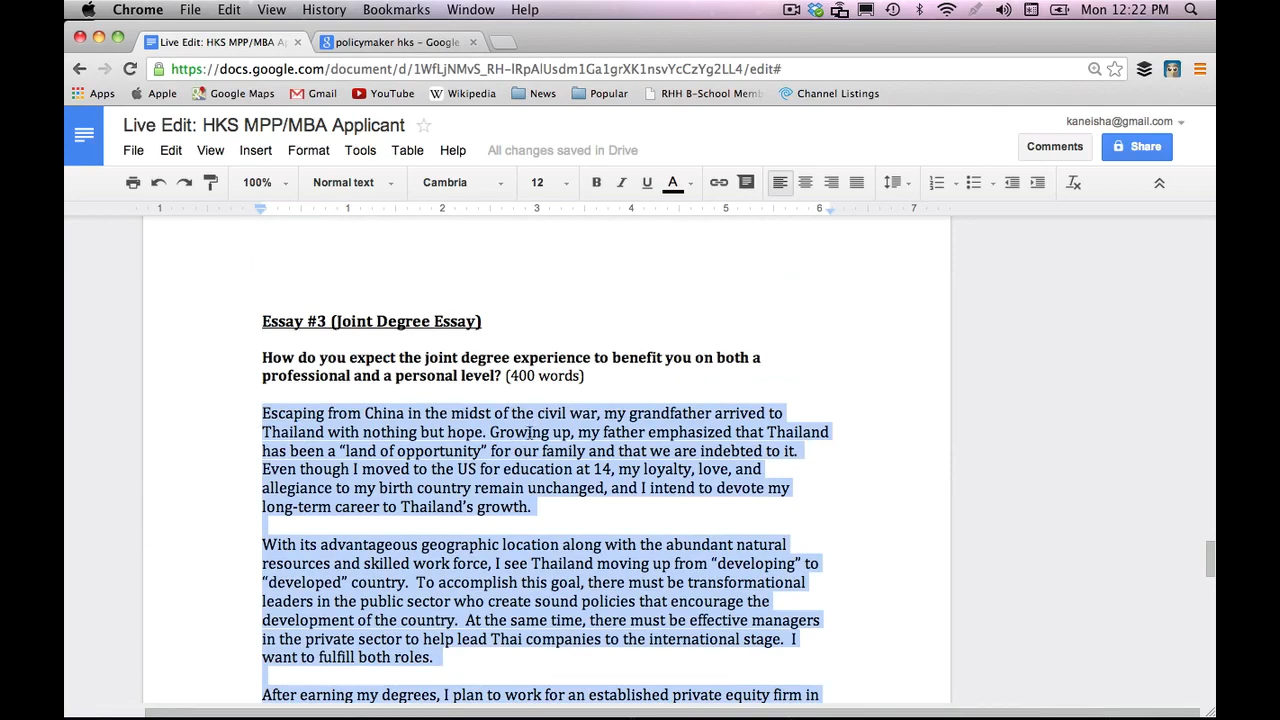 Chrome File Edit View History Bookmarks Window Help Mon 12:22 PM
Live Edit: HKS MPP/MBA Ap policymaker hks - Google
https://docs.google.com/document/d/1WfLjNMvS_RH-lRpAlUsdm1Ga1grXK1nsvYcCzYg2LL4/edit#
Apps Apple Google Maps Gmail YouTube Wikipedia News Popular RHH B-School Memb Channel Listings
Live Edit: HKS MPP/MBA Applicant
kaneisha@gmail.com
File Edit View Insert Format Tools Table Help All changes saved in Drive
Comments Share
100% Normal text Cambria 12 B I U A
1 1 2 3 4 5 6 7
Essay #3 (Joint Degree Essay)
How do you expect the joint degree experience to benefit you on both a
professional and a personal level? (400 words)
Escaping from China in the midst of the civil war, my grandfather arrived to
Thailand with nothing but hope. Growing up, my father emphasized that Thailand
has been a “land of opportunity” for our family and that we are indebted to it.
Even though I moved to the US for education at 14, my loyalty, love, and
allegiance to my birth country remain unchanged, and I intend to devote my
long-term career to Thailand’s growth.
With its advantageous geographic location along with the abundant natural
resources and skilled work force, I see Thailand moving up from “developing” to
“developed” country. To accomplish this goal, there must be transformational
leaders in the public sector who create sound policies that encourage the
development of the country. At the same time, there must be effective managers
in the private sector to help lead Thai companies to the international stage. I
want to fulfill both roles.
After earning my degrees, I plan to work for an established private equity firm in